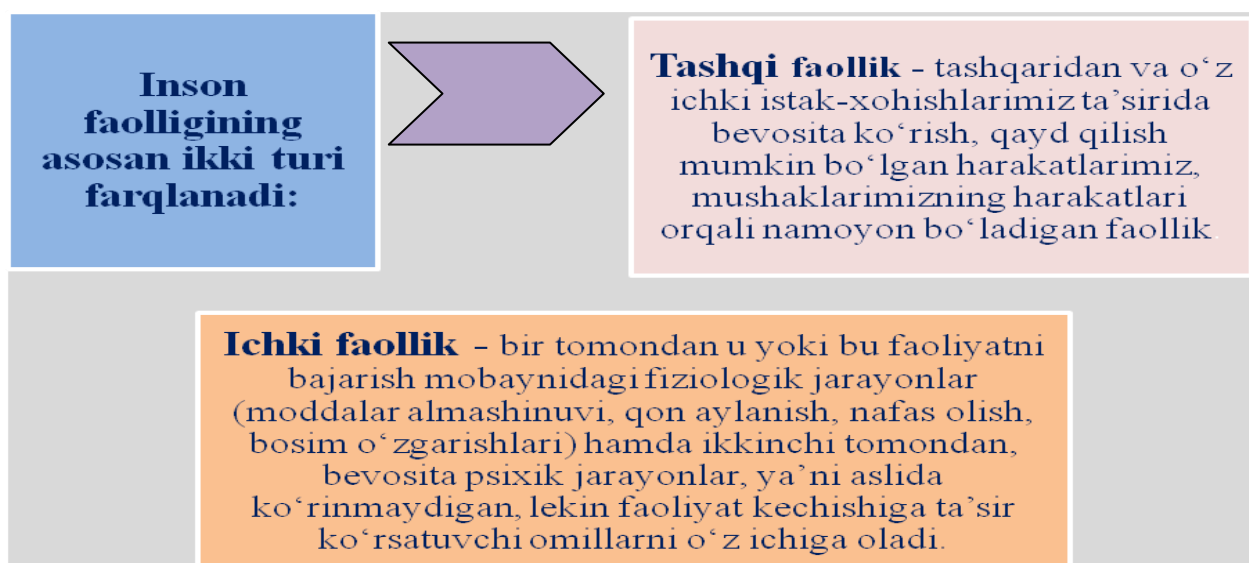 Inson
faolligining
asosan ikki turi
farqlanadi:
Tashqi faollik - tashqaridan va o‘z
ichki istak-xohishlarimiz ta’sirida
bevosita ko‘rish, qayd qilish
mumkin bo‘lgan harakatlarimiz,
mushaklarimizning harakatlari
orqali namoyon bo‘ladigan faollik
Ichki faollik - bir tomondan u yoki bu faoliyatni
bajarish mobaynidagi fiziologik jarayonlar
(moddalar almashinuvi, qon aylanish, nafas olish,
bosim o‘zgarishlari) hamda ikkinchi tomondan,
bevosita psixik jarayonlar, ya’ni aslida
ko‘rinmaydigan, lekin faoliyat kechishiga ta’sir
ko‘rsatuvchi omillarni o‘z ichiga oladi.